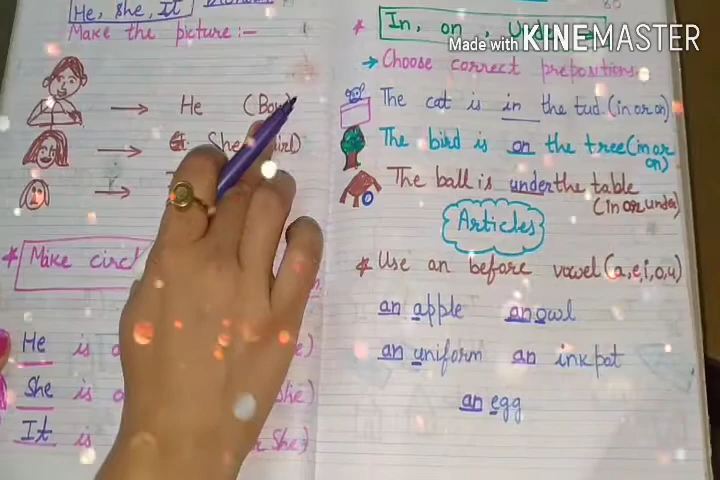 He, She, It
Make the picture :-
He (Boy)
She
Make
He is
She is
It is
She)
In, on,
Choose correct prepositions
The cat is in the tud. (in or on)
The bird is on the tree (in or on)
The ball is under the table (in or under)
Articles
Use an before vowel (a, e, i, o, u)
an apple an owl
an uniform an inkpot
an egg
Made with KINEMASTER